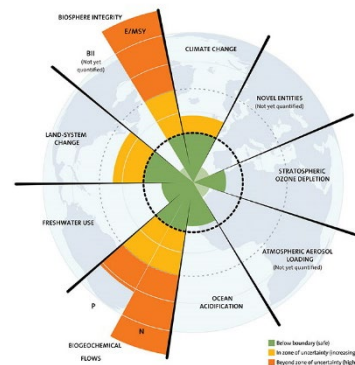 BIOSPHERE INTEGRITY
E/MSY
BII
(Not yet
quantified)
CLIMATE CHANGE
NOVEL ENTITIES
(Not yet quantified)
LAND-SYSTEM
CHANGE
STRATOSPHERIC
OZONE DEPLETION
FRESHWATER USE
ATMOSPHERIC AEROSOL
LOADING
(Not yet quantified)
P
N
BIOGEOCHEMICAL
FLOWS
OCEAN
ACIDIFICATION
Below boundary (safe)
In zone of uncertainty (increasing
Beyond zone of uncertainty (high